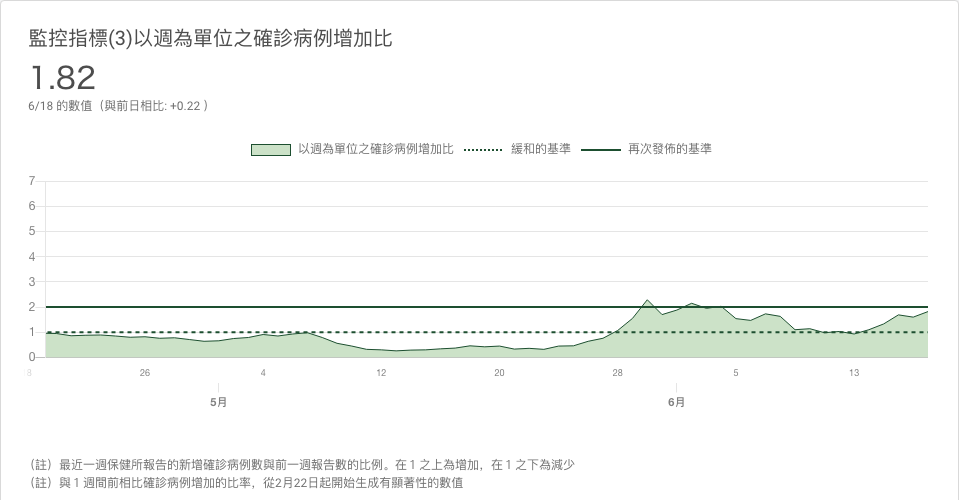 監控指標(3)以週為單位之確診病例增加比
1.82
6/18 的數值（與前日相比: +0.22 ）
以週為單位之確診病例增加比 緩和的基準 再次發佈的基準
7
6
5
4
3
2
1
0
26 4 12 20 28 5 13
5月 6月
（註）最近一週保健所報告的新增確診病例數與前一週報告數的比例。在 1 之上為增加，在 1 之下為減少
（註）與 1 週間前相比確診病例增加的比率，從2月22日起開始生成有顯著性的數值